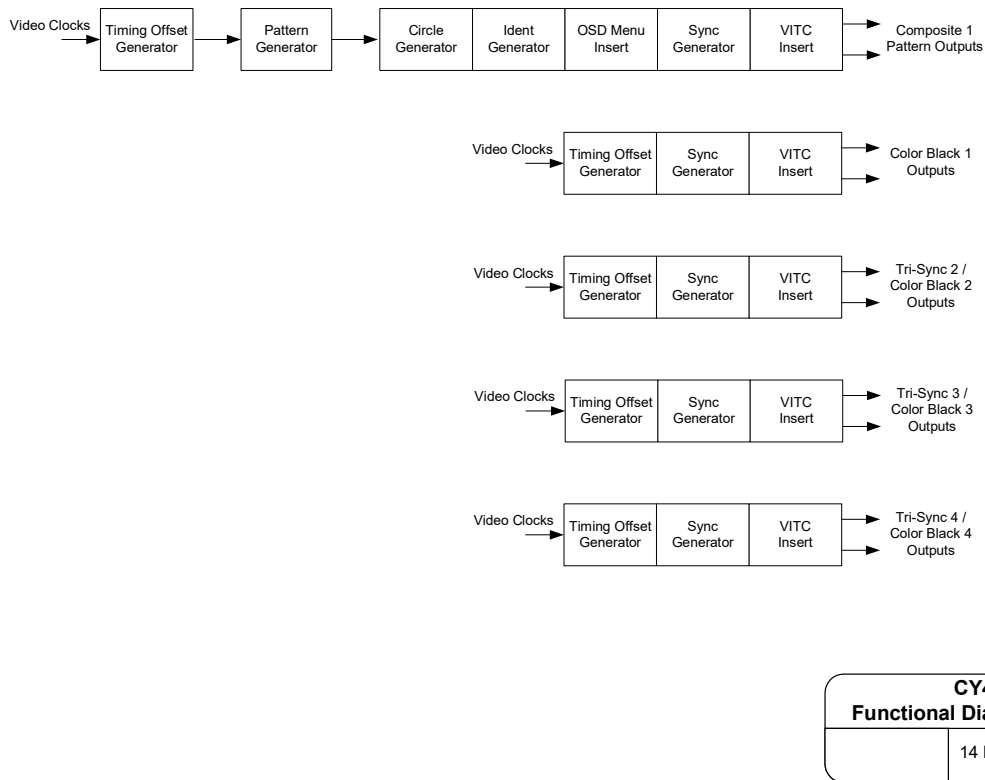 Video Clocks
Timing Offset
Generator
Pattern
Generator
Circle
Generator
Ident
Generator
OSD Menu
Insert
Sync
Generator
VITC
Insert
Composite 1
Pattern Outputs
Video Clocks
Timing Offset
Generator
Sync
Generator
VITC
Insert
Color Black 1
Outputs
Video Clocks
Timing Offset
Generator
Sync
Generator
VITC
Insert
Tri-Sync 2 /
Color Black 2
Outputs
Video Clocks
Timing Offset
Generator
Sync
Generator
VITC
Insert
Tri-Sync 3 /
Color Black 3
Outputs
Video Clocks
Timing Offset
Generator
Sync
Generator
VITC
Insert
Tri-Sync 4 /
Color Black 4
Outputs
Functional
14